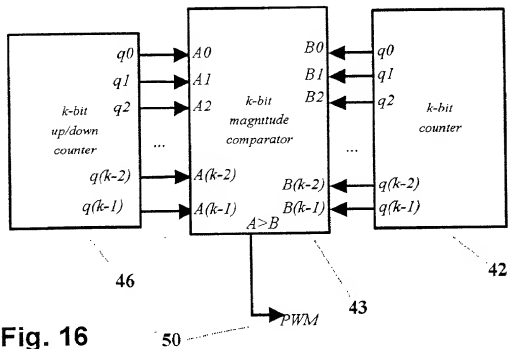 q0 A0 B0 q0
q1 A1 B1 q1
q2 A2 B2 q2
k-bit up/down counter
k-bit magnitude comparator
k-bit counter
... ...
q(k-2) A(k-2) B(k-2) q(k-2)
q(k-1) A(k-1) B(k-1) q(k-1)
A>B
46 43 42
Fig. 16 50 PWM